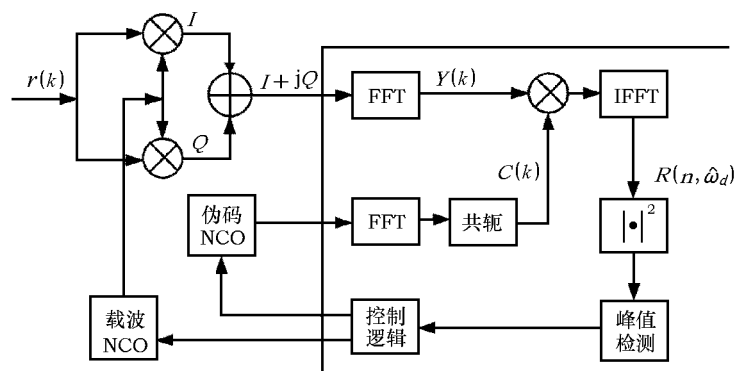 I
r(k)
I+jQ
FFT
Y(k)
IFFT
Q
C(k)
R(n, ω̂_d)
伪码
NCO
FFT
共轭
|•|²
载波
NCO
控制
逻辑
峰值
检测